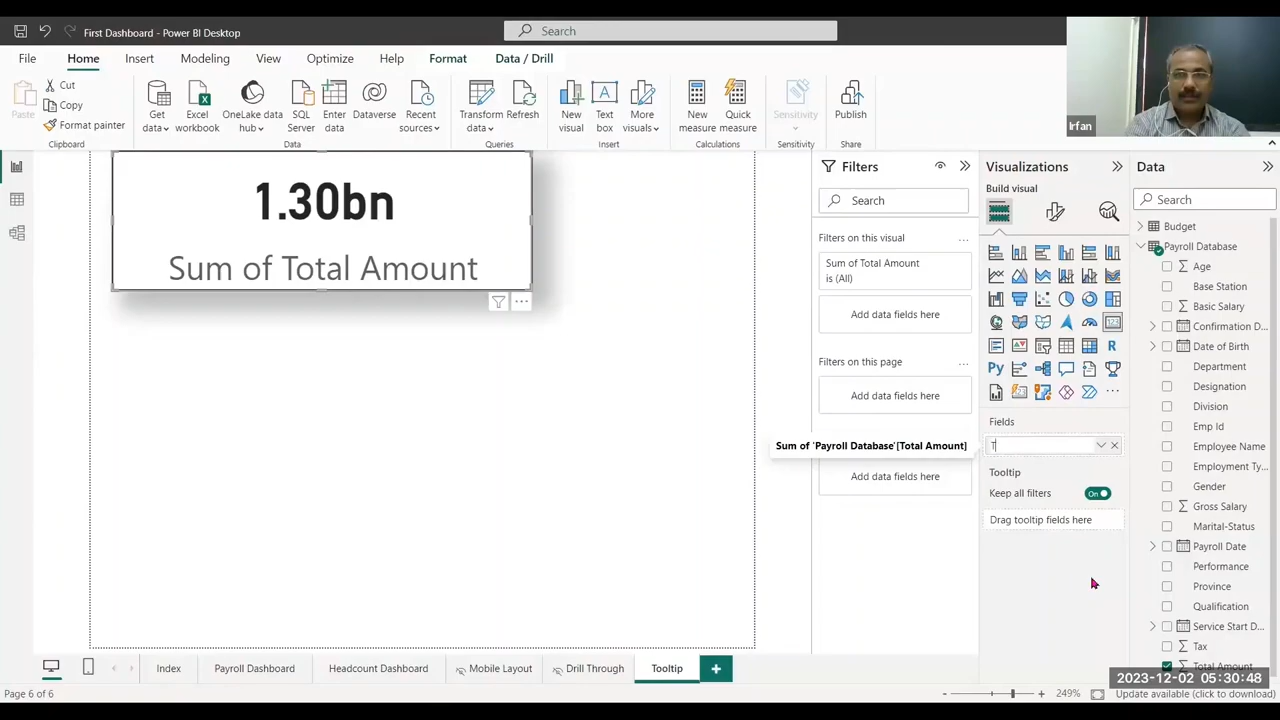 First Dashboard - Power BI Desktop
Search
File
Home
Insert
Modeling
View
Optimize
Help
Format
Data / Drill
Paste
Cut
Copy
Format painter
Clipboard
Get data
Excel workbook
OneLake data hub
SQL Server
Enter data
Dataverse
Recent sources
Data
Transform data
Refresh
Queries
New visual
Text box
More visuals
Insert
New measure
Quick measure
Calculations
Sensitivity
Sensitivity
Publish
Share
Irfan
1.30bn
Sum of Total Amount
Filters
Search
Filters on this visual
Sum of Total Amount
is (All)
Add data fields here
Filters on this page
Add data fields here
Sum of 'Payroll Database'[Total Amount]
Add data fields here
Visualizations
Build visual
R
Py
Fields
T
Tooltip
Keep all filters
On
Drag tooltip fields here
Data
Search
Budget
Payroll Database
Age
Base Station
Basic Salary
Confirmation D...
Date of Birth
Department
Designation
Division
Emp Id
Employee Name
Employment Ty...
Gender
Gross Salary
Marital-Status
Payroll Date
Performance
Province
Qualification
Service Start D...
Tax
Total Amount
2023-12-02 05:30:48
Index
Payroll Dashboard
Headcount Dashboard
Mobile Layout
Drill Through
Tooltip
Page 6 of 6
249%
Update available (click to download)